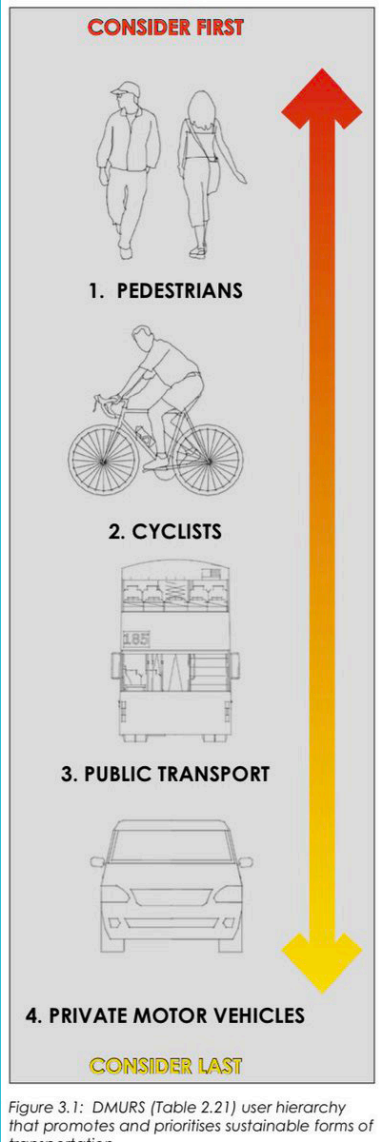 CONSIDER FIRST
1. PEDESTRIANS
2. CYCLISTS
185
3. PUBLIC TRANSPORT
4. PRIVATE MOTOR VEHICLES
CONSIDER LAST
Figure 3.1: DMURS (Table 2.21) user hierarchy
that promotes and prioritises sustainable forms of
transportation